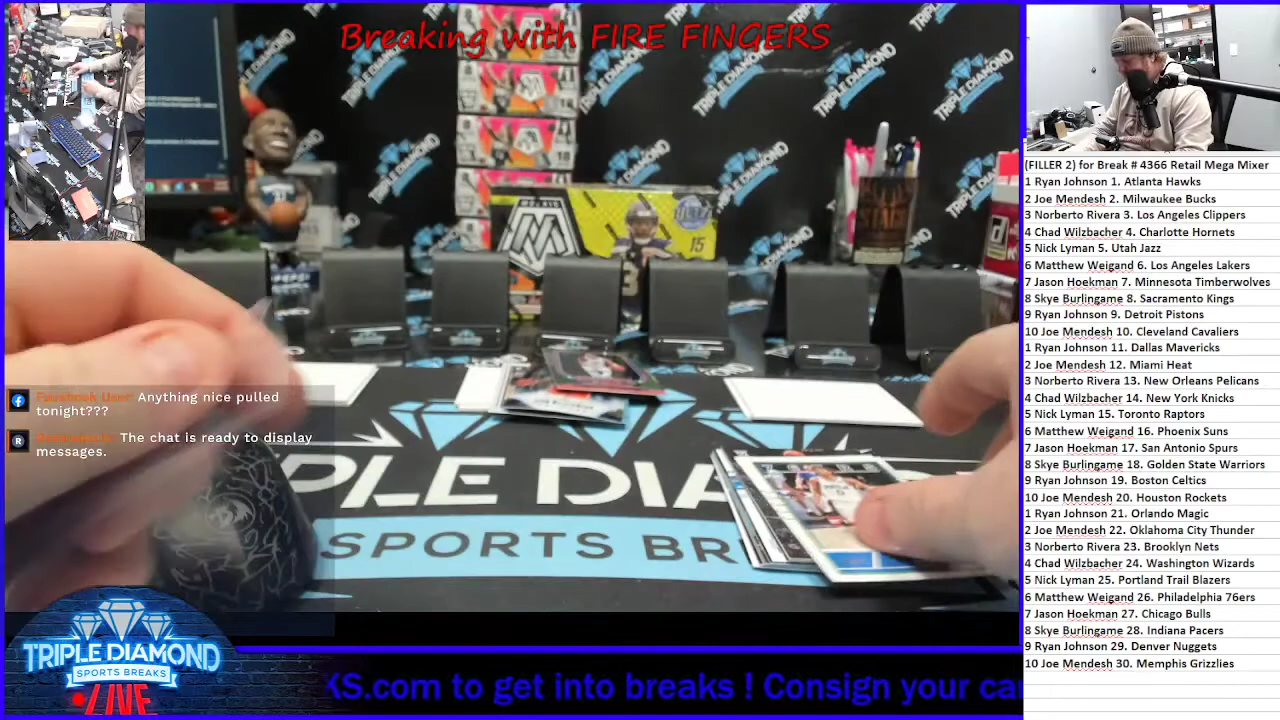 Breaking with FIRE FINGERS
TRIPLE DIAMOND
PEPSI
15
Anything nice pulled
tonight???
The chat is ready to display
messages.
PLE DIA
SPORTS BR
TRIPLE DIAMOND
SPORTS BREAKS
LIVE
KS.com to get into breaks ! Consign your ca
(FILLER 2) for Break # 4366 Retail Mega Mixer
1 Ryan Johnson 1. Atlanta Hawks
2 Joe Mendesh 2. Milwaukee Bucks
3 Norberto Rivera 3. Los Angeles Clippers
4 Chad Wilzbacher 4. Charlotte Hornets
5 Nick Lyman 5. Utah Jazz
6 Matthew Weigand 6. Los Angeles Lakers
7 Jason Hoekman 7. Minnesota Timberwolves
8 Skye Burlingame 8. Sacramento Kings
9 Ryan Johnson 9. Detroit Pistons
10 Joe Mendesh 10. Cleveland Cavaliers
1 Ryan Johnson 11. Dallas Mavericks
2 Joe Mendesh 12. Miami Heat
3 Norberto Rivera 13. New Orleans Pelicans
4 Chad Wilzbacher 14. New York Knicks
5 Nick Lyman 15. Toronto Raptors
6 Matthew Weigand 16. Phoenix Suns
7 Jason Hoekman 17. San Antonio Spurs
8 Skye Burlingame 18. Golden State Warriors
9 Ryan Johnson 19. Boston Celtics
10 Joe Mendesh 20. Houston Rockets
1 Ryan Johnson 21. Orlando Magic
2 Joe Mendesh 22. Oklahoma City Thunder
3 Norberto Rivera 23. Brooklyn Nets
4 Chad Wilzbacher 24. Washington Wizards
5 Nick Lyman 25. Portland Trail Blazers
6 Matthew Weigand 26. Philadelphia 76ers
7 Jason Hoekman 27. Chicago Bulls
8 Skye Burlingame 28. Indiana Pacers
9 Ryan Johnson 29. Denver Nuggets
10 Joe Mendesh 30. Memphis Grizzlies